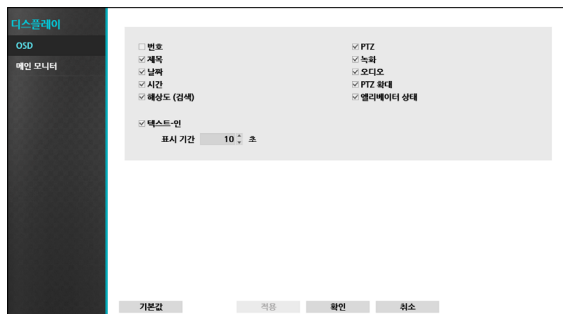 디스플레이
OSD
메인 모니터
번호
제목
날짜
시간
해상도 (검색)
텍스트-인
표시 기간 10 초
PTZ
녹화
오디오
PTZ 확대
엘리베이터 상태
기본값 적용 확인 취소